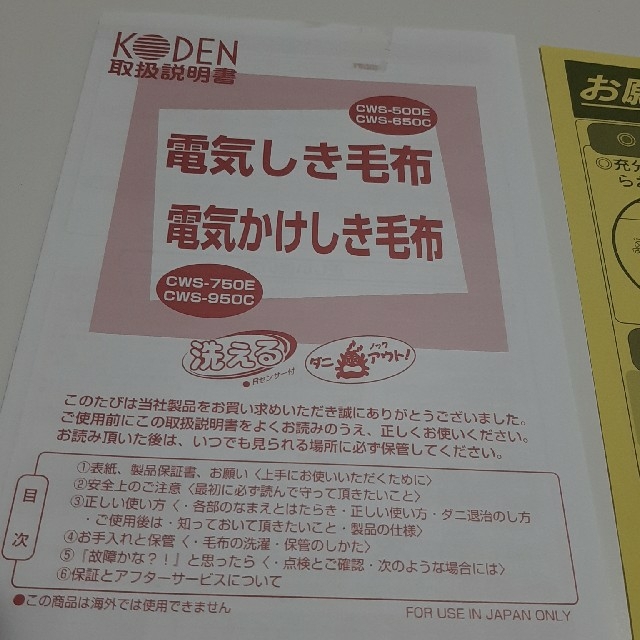 KODEN
取扱説明書
CWS-500E
CWS-650C
電気しき毛布
電気かけしき毛布
CWS-750E
CWS-950C
洗える
●Rセンサー付
ダニ
ノック
アウト!
このたびは当社製品をお買い求めいただき誠にありがとうございました。
ご使用前にこの取扱説明書をよくお読みのうえ、正しくお使いください。
お読み頂いた後は、いつでも見られる場所に必ず保管してください。
目次
①表紙、製品保証書、お願い〈上手にお使いいただくために〉
②安全上のご注意〈最初に必ず読んで守って頂きたいこと〉
③正しい使い方〈・各部のなまえとはたらき・正しい使い方・ダニ退治のし方
・ご使用後は・知っておいて頂きたいこと・製品の仕様〉
④お手入れと保管〈・毛布の洗濯・保管のしかた〉
⑤『故障かな?!』と思ったら〈・点検とご確認・次のような場合には〉
⑥保証とアフターサービスについて
●この商品は海外では使用できません
FOR USE IN JAPAN ONLY
お願
◎
◎充分
らお